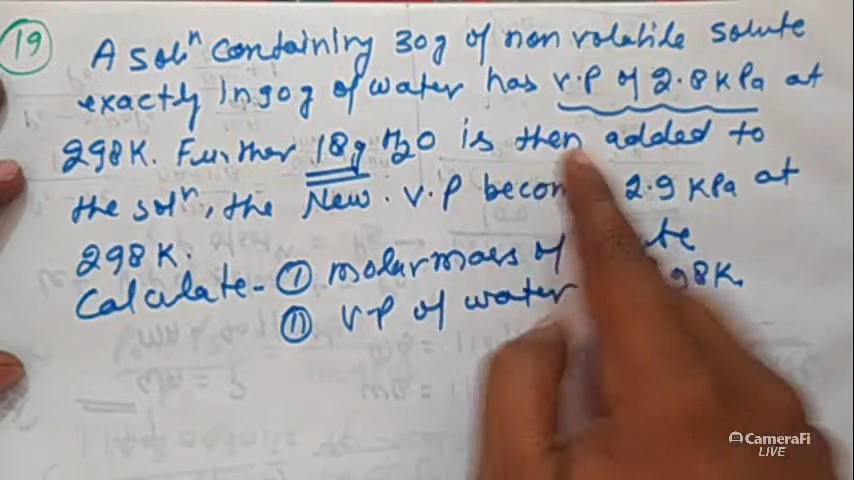 19
A solⁿ containing 30g of non volatile solute
exactly in 90g of water has v.p of 2.8 KPa at
298K. Further 18g H2O is then added to
the solⁿ, the New. v.p becom 2.9 KPa at
298K.
Calculate - (I) molar mass of
(II) v.p of water 98K.
CameraFi
LIVE